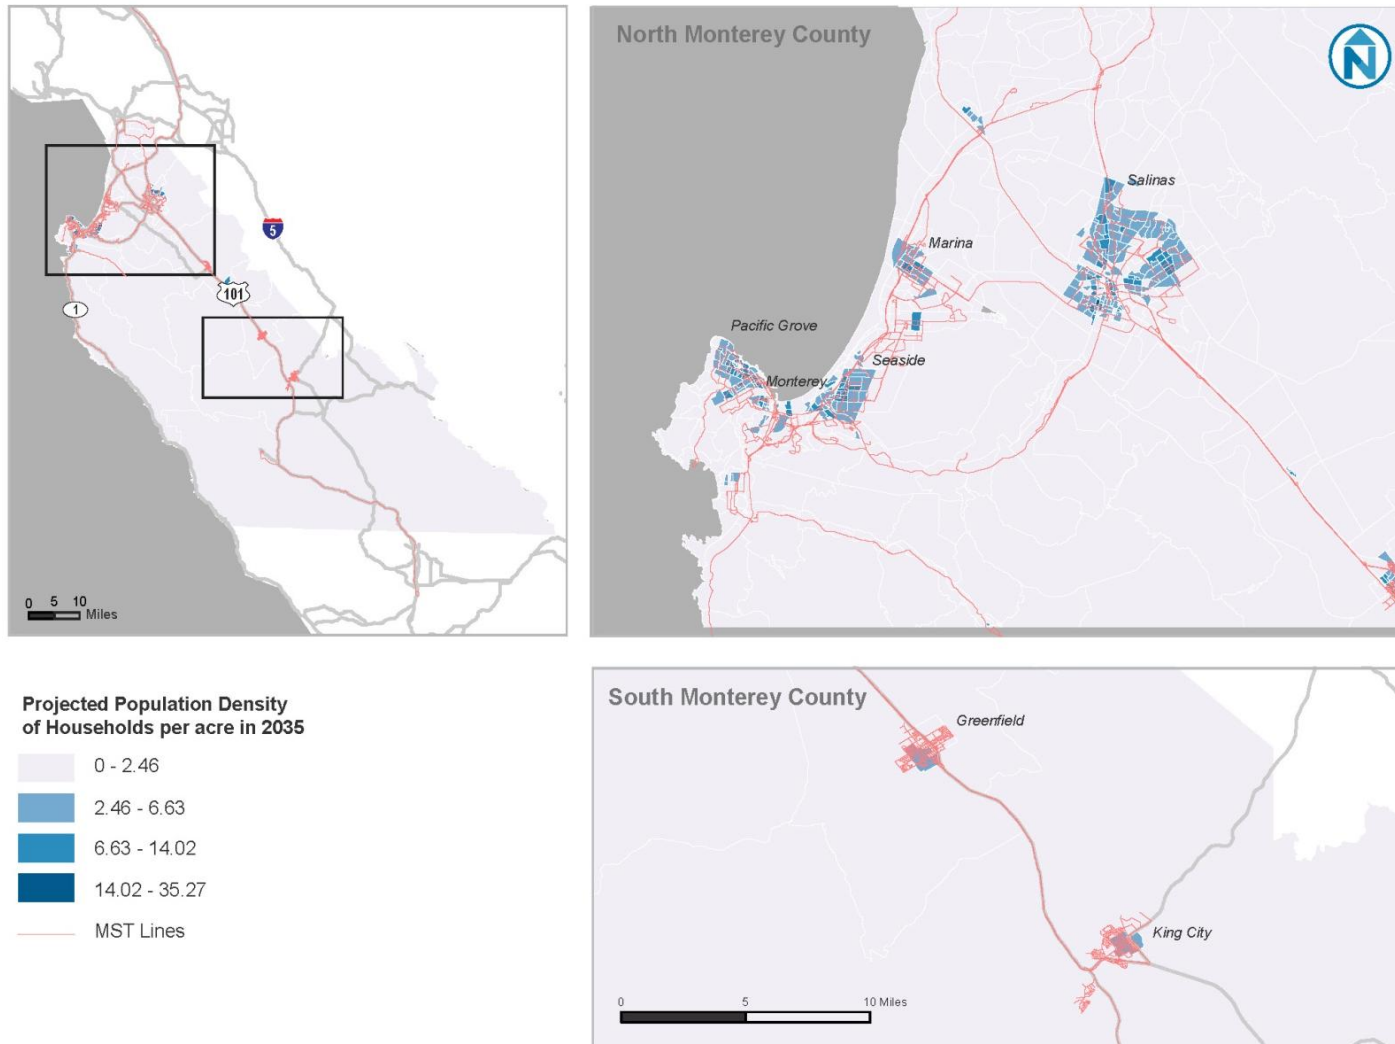 5
101
1
0 5 10
Miles
North Monterey County
N
Salinas
Marina
Pacific Grove
Seaside
Monterey
Projected Population Density
of Households per acre in 2035
0 - 2.46
2.46 - 6.63
6.63 - 14.02
14.02 - 35.27
MST Lines
South Monterey County
Greenfield
King City
0 5 10 Miles